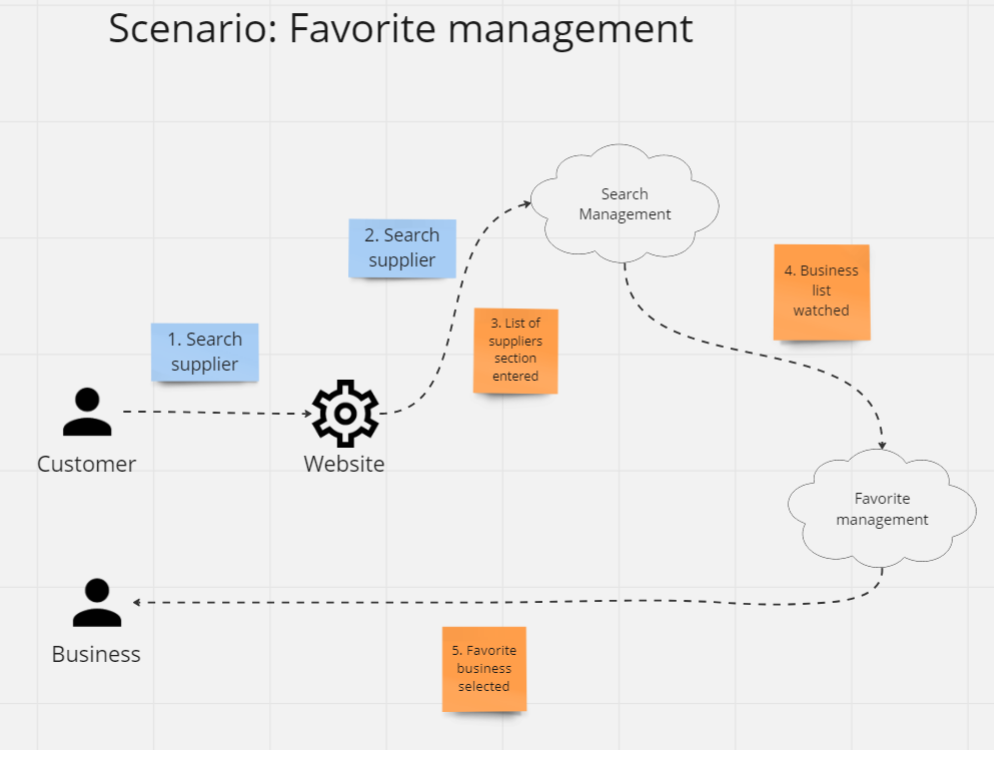 Scenario: Favorite management
Search
Management
2. Search
supplier
4. Business
list
watched
3. List of
suppliers
section
entered
1. Search
supplier
Customer
Website
Favorite
management
Business
5. Favorite
business
selected